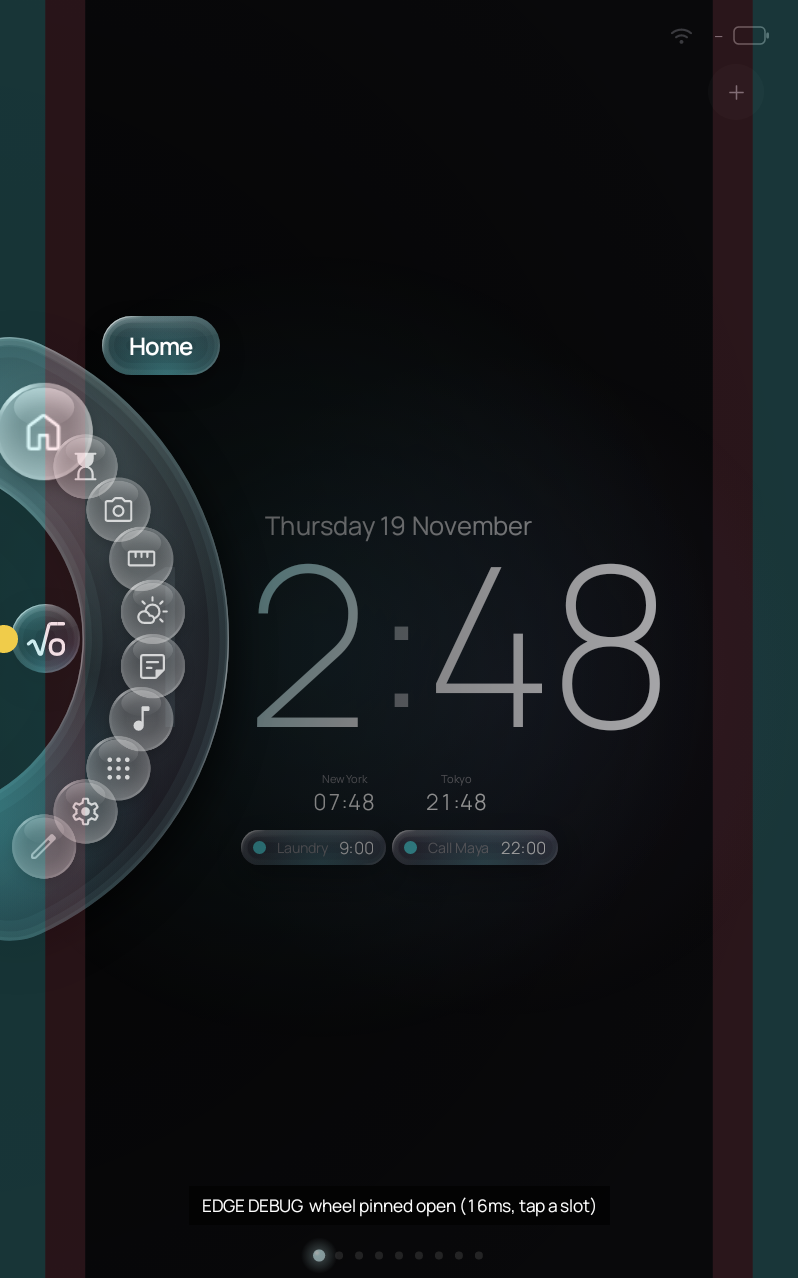 Home
Thursday 19 November
2:48
New York Tokyo
07:48 21:48
Laundry 9:00 Call Maya 22:00
EDGE DEBUG wheel pinned open (16ms, tap a slot)